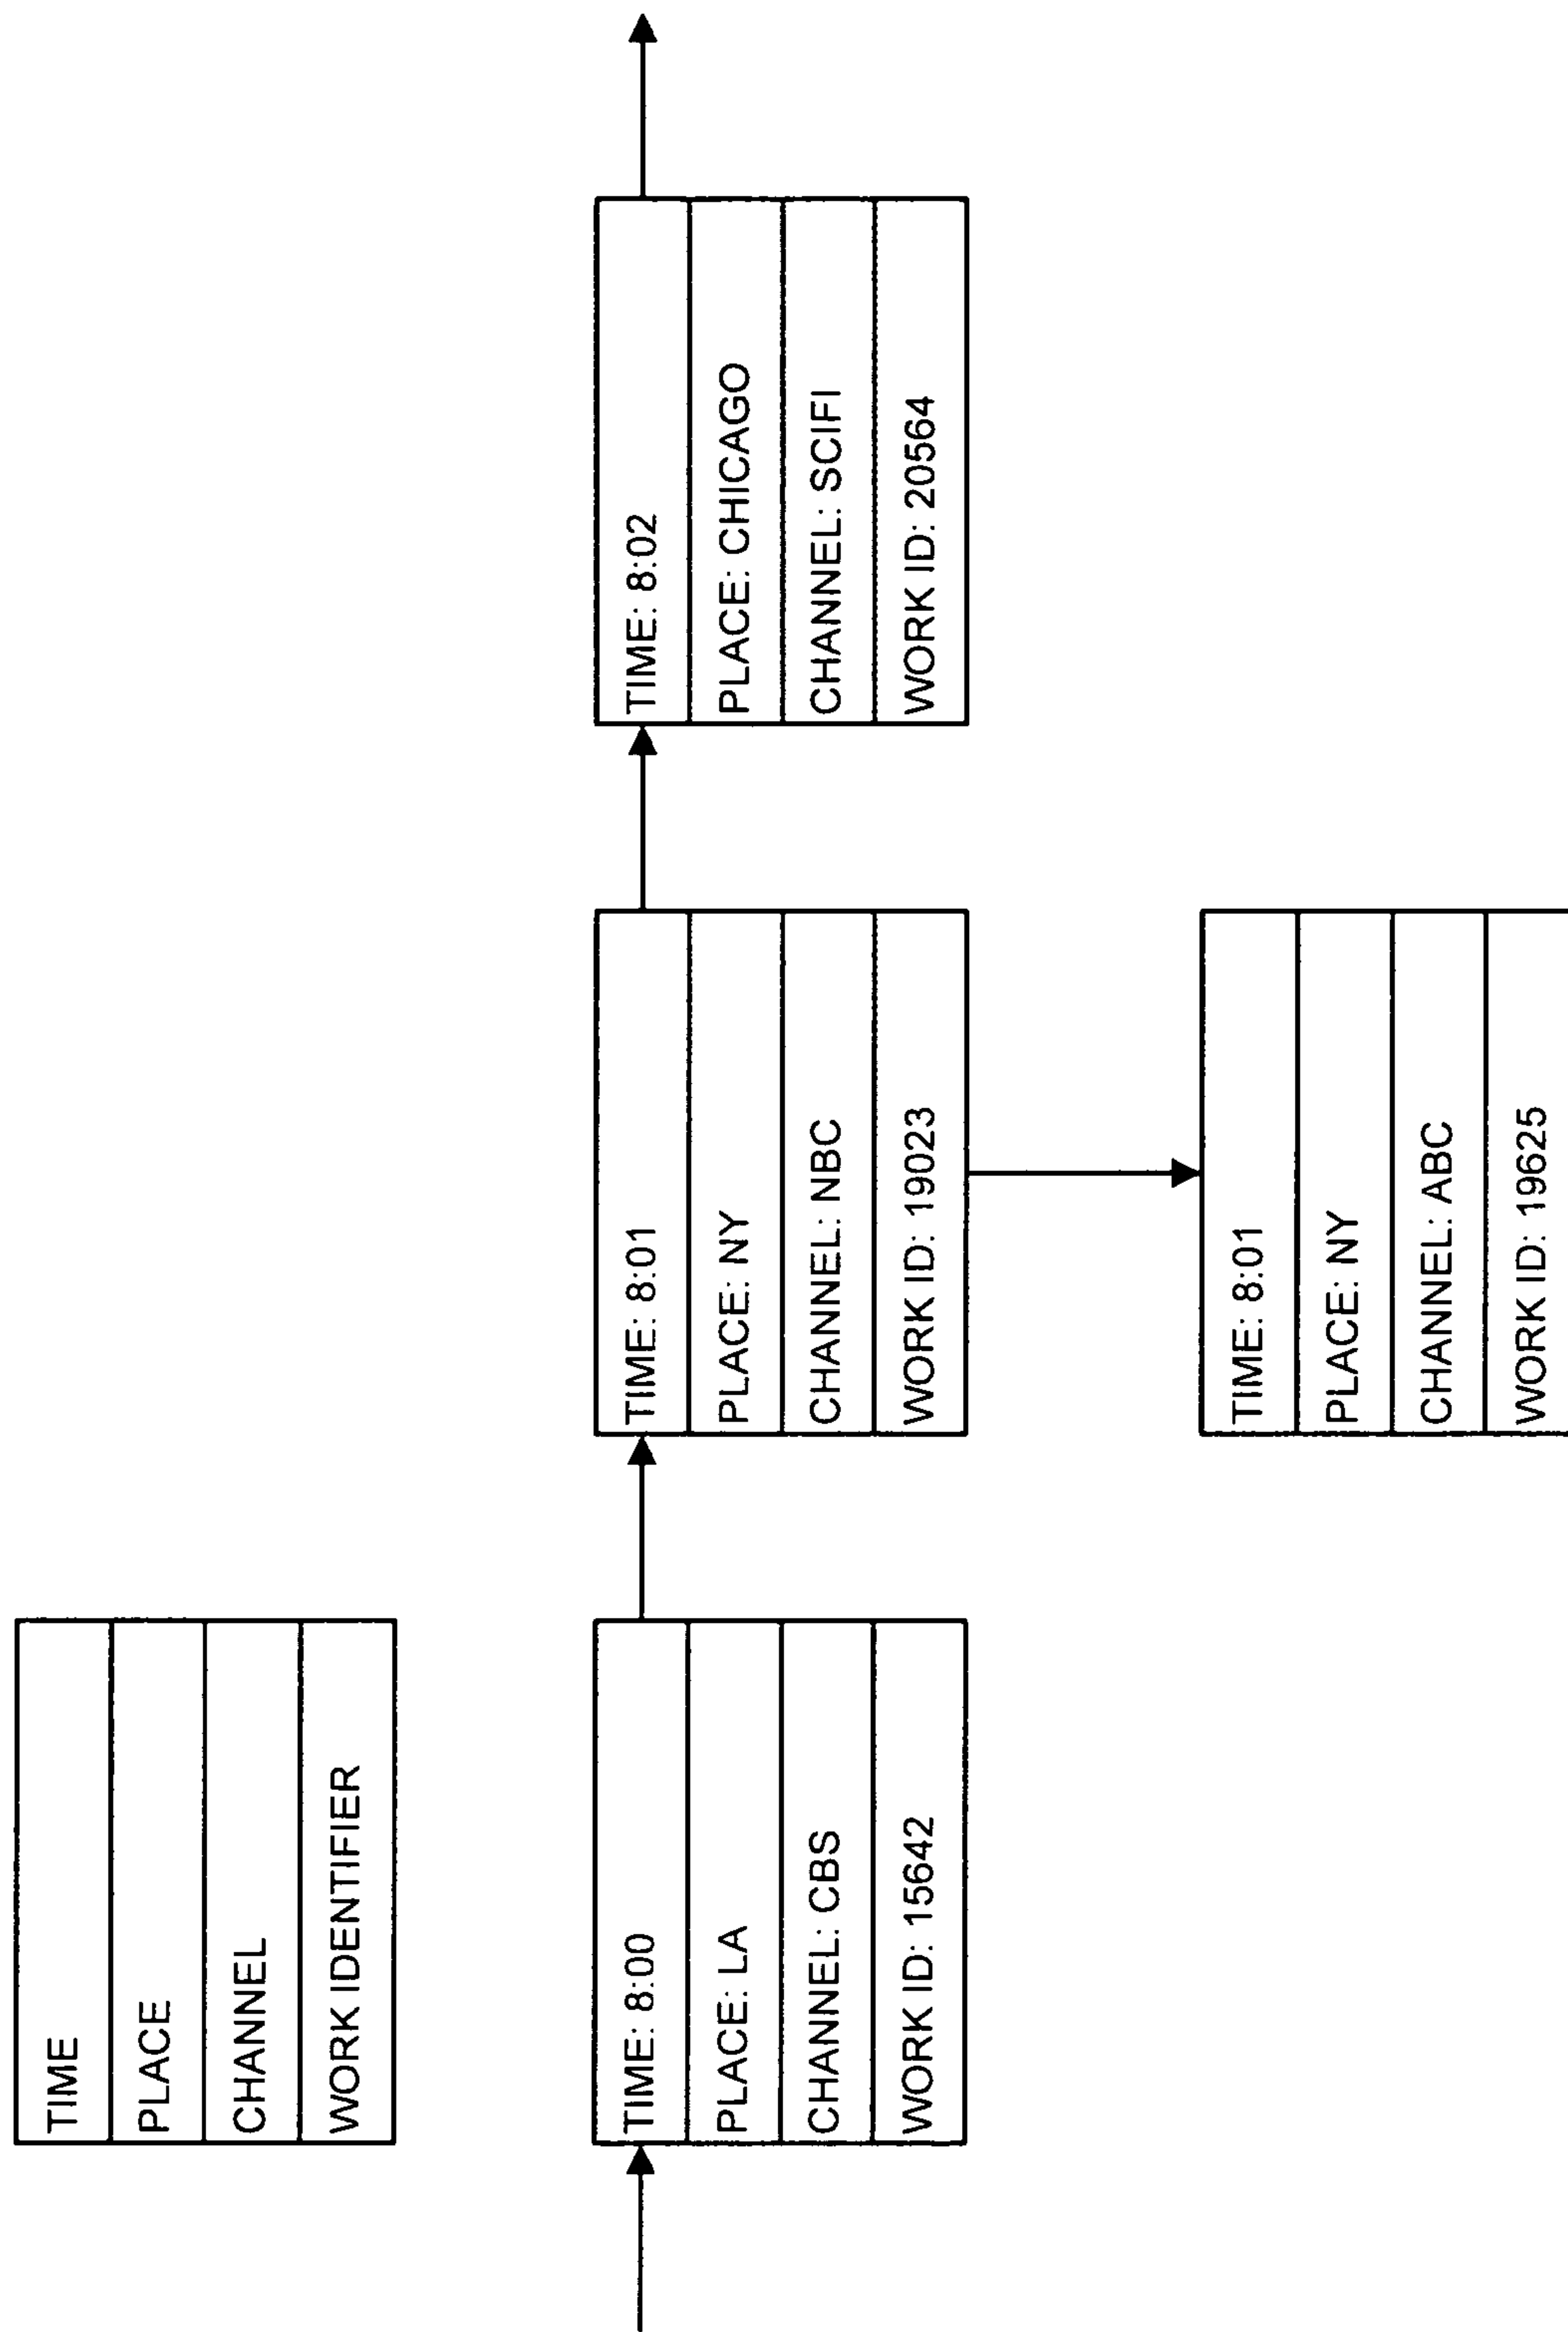 TIME
PLACE
CHANNEL
WORK IDENTIFIER
TIME: 8:00
PLACE: LA
CHANNEL: CBS
WORK ID: 15642
TIME: 8:01
PLACE: NY
CHANNEL: NBC
WORK ID: 19023
TIME: 8:02
PLACE: CHICAGO
CHANNEL: SCIFI
WORK ID: 20564
TIME: 8:01
PLACE: NY
CHANNEL: ABC
WORK ID: 19625